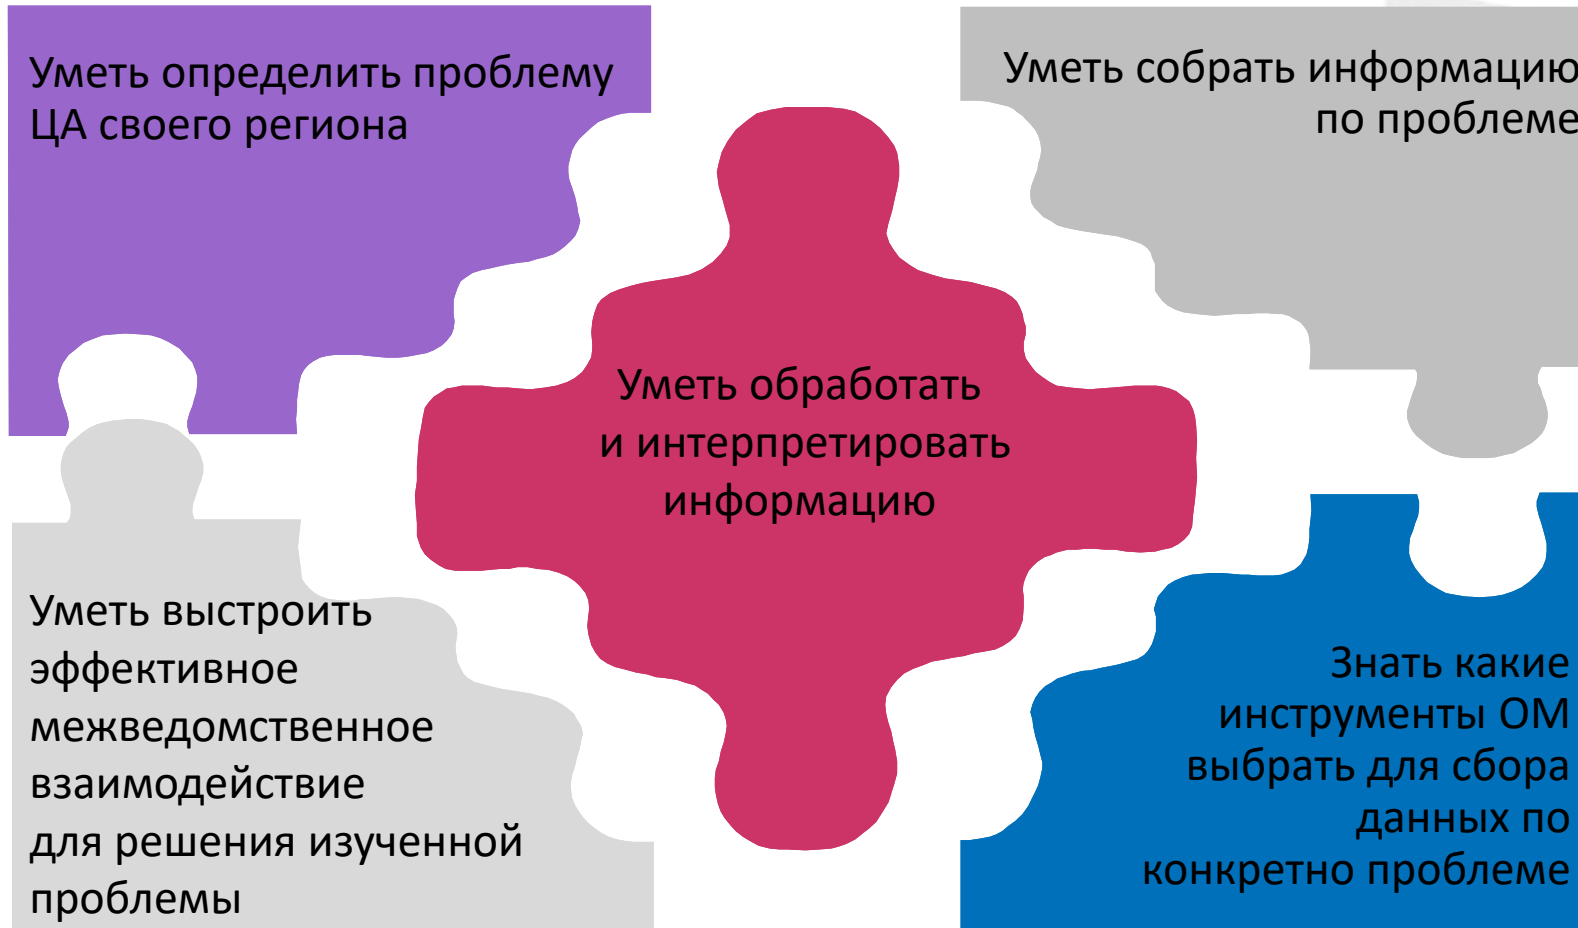 Уметь определить проблему
ЦА своего региона
Уметь собрать информацию
по проблеме
Уметь обработать
и интерпретировать
информацию
Уметь выстроить
эффективное
межведомственное
взаимодействие
для решения изученной
проблемы
Знать какие
инструменты ОМ
выбрать для сбора
данных по
конкретно проблеме